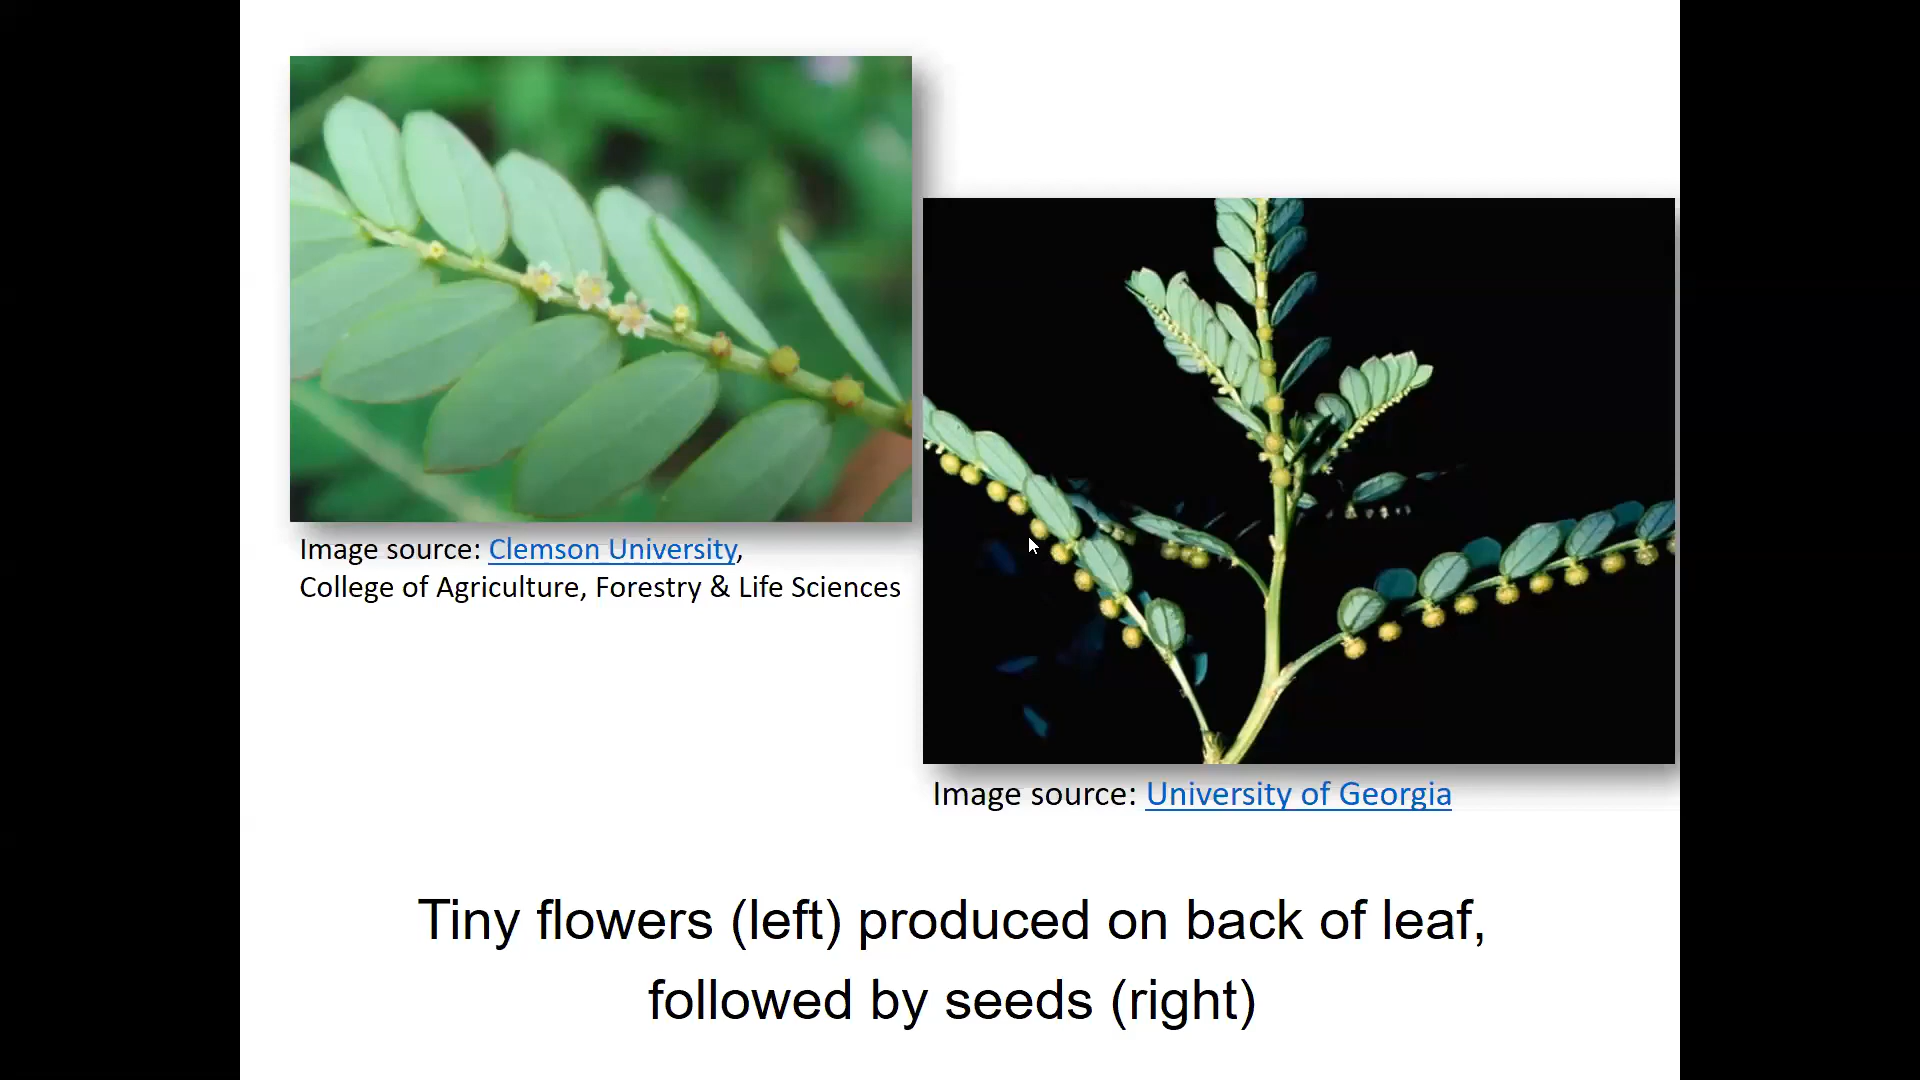 Image source: Clemson University,
College of Agriculture, Forestry & Life Sciences
Image source: University of Georgia
Tiny flowers (left) produced on back of leaf,
followed by seeds (right)